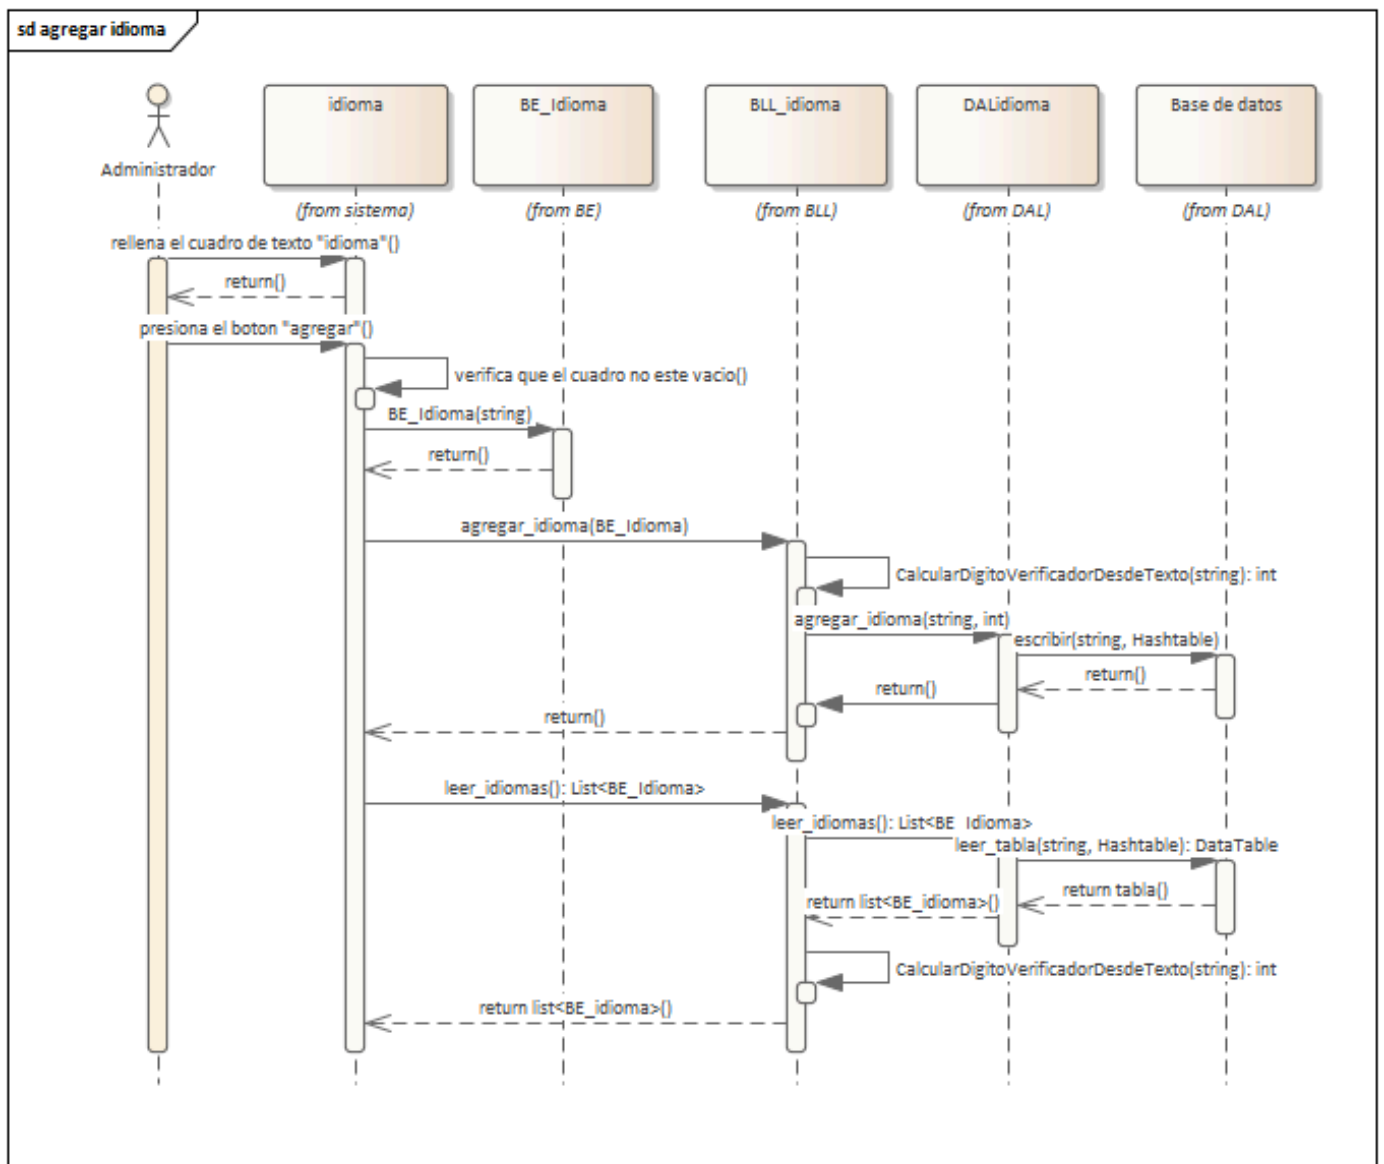 sd agregar idioma
idioma
BE_Idioma
BLL_idioma
DALidioma
Base de datos
Administrador
(from sistema)
(from BE)
(from BLL)
(from DAL)
(from DAL)
rellena el cuadro de texto "idioma"()
return()
presiona el boton "agregar"()
verifica que el cuadro no este vacio()
BE_Idioma(string)
return()
agregar_idioma(BE_Idioma)
CalcularDigitoVerificadorDesdeTexto(string): int
agregar_idioma(string, int)
escribir(string, Hashtable)
return()
return()
return()
leer_idiomas(): List<BE_Idioma>
leer_idiomas(): List<BE_Idioma>
leer_tabla(string, Hashtable): DataTable
return tabla()
return list<BE_idioma>()
CalcularDigitoVerificadorDesdeTexto(string): int
return list<BE_idioma>()